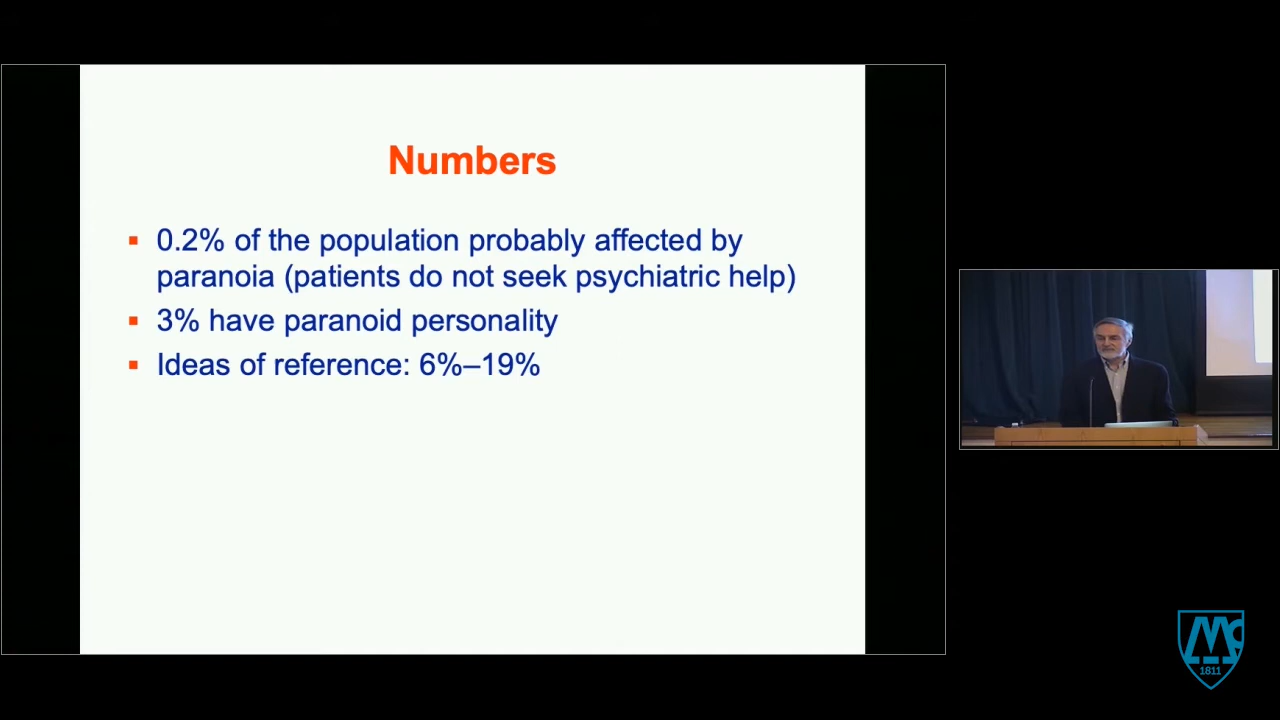 Numbers
0.2% of the population probably affected by
paranoia (patients do not seek psychiatric help)
3% have paranoid personality
Ideas of reference: 6%–19%
Mc
1811